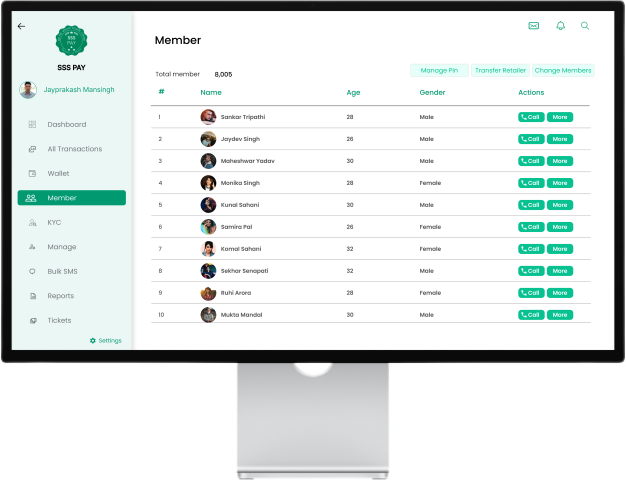 SSS
PAY
SSS PAY
Jayprakash Mansingh
Dashboard
All Transactions
Wallet
Member
KYC
Manage
Bulk SMS
Reports
Tickets
Settings
Member
Total member 8,005
Manage Pin Transfer Retailer Change Members
# Name Age Gender Actions
1 Sankar Tripathi 28 Male Call More
2 Jaydev Singh 26 Male Call More
3 Maheshwar Yadav 30 Male Call More
4 Monika Singh 28 Female Call More
5 Kunal Sahani 30 Male Call More
6 Samira Pal 26 Female Call More
7 Komal Sahani 32 Female Call More
8 Sekhar Senapati 32 Male Call More
9 Ruhi Arora 28 Female Call More
10 Mukta Mandal 30 Male Call More